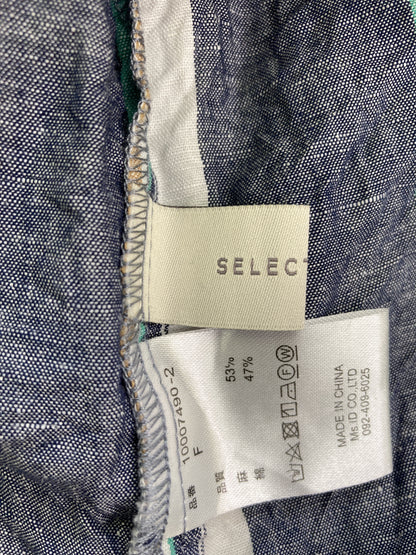 SELECT
品番 10007490-2
F
品質 麻 53%
綿 47%
MADE IN CHINA
Ms.ID CO.,LTD
092-409-6025